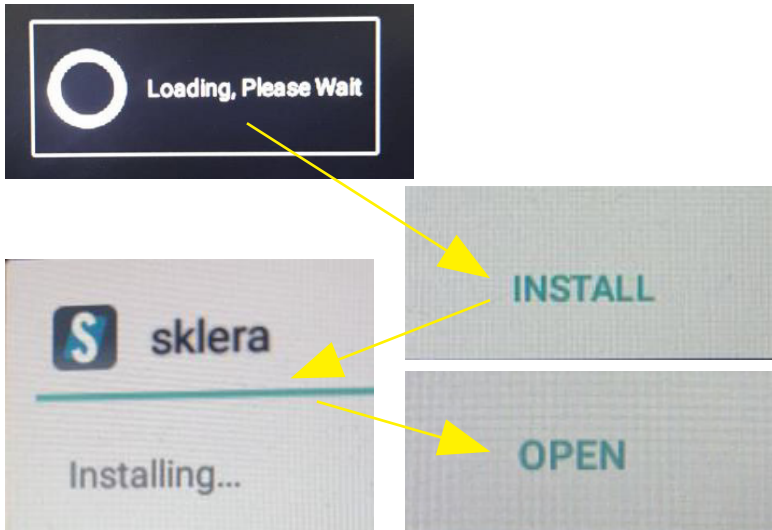 Loading, Please Wait
INSTALL
S sklera
Installing...
OPEN